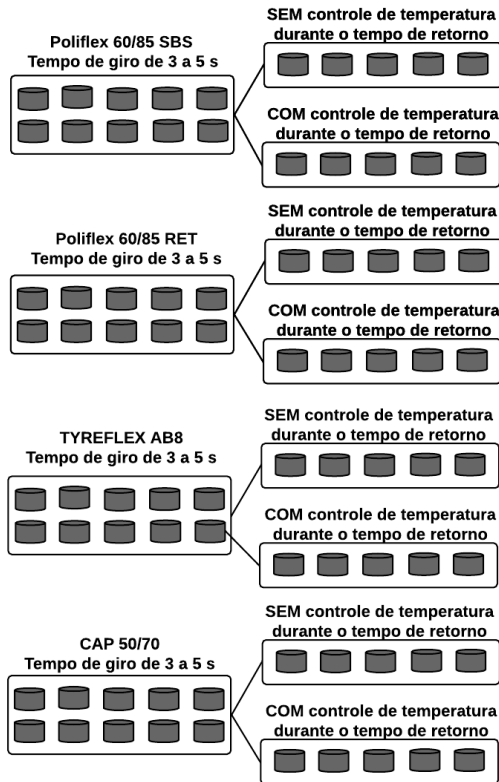 Poliflex 60/85 SBS
Tempo de giro de 3 a 5 s
SEM controle de temperatura
durante o tempo de retorno
COM controle de temperatura
durante o tempo de retorno
Poliflex 60/85 RET
Tempo de giro de 3 a 5 s
SEM controle de temperatura
durante o tempo de retorno
COM controle de temperatura
durante o tempo de retorno
TYREFLEX AB8
Tempo de giro de 3 a 5 s
SEM controle de temperatura
durante o tempo de retorno
COM controle de temperatura
durante o tempo de retorno
CAP 50/70
Tempo de giro de 3 a 5 s
SEM controle de temperatura
durante o tempo de retorno
COM controle de temperatura
durante o tempo de retorno